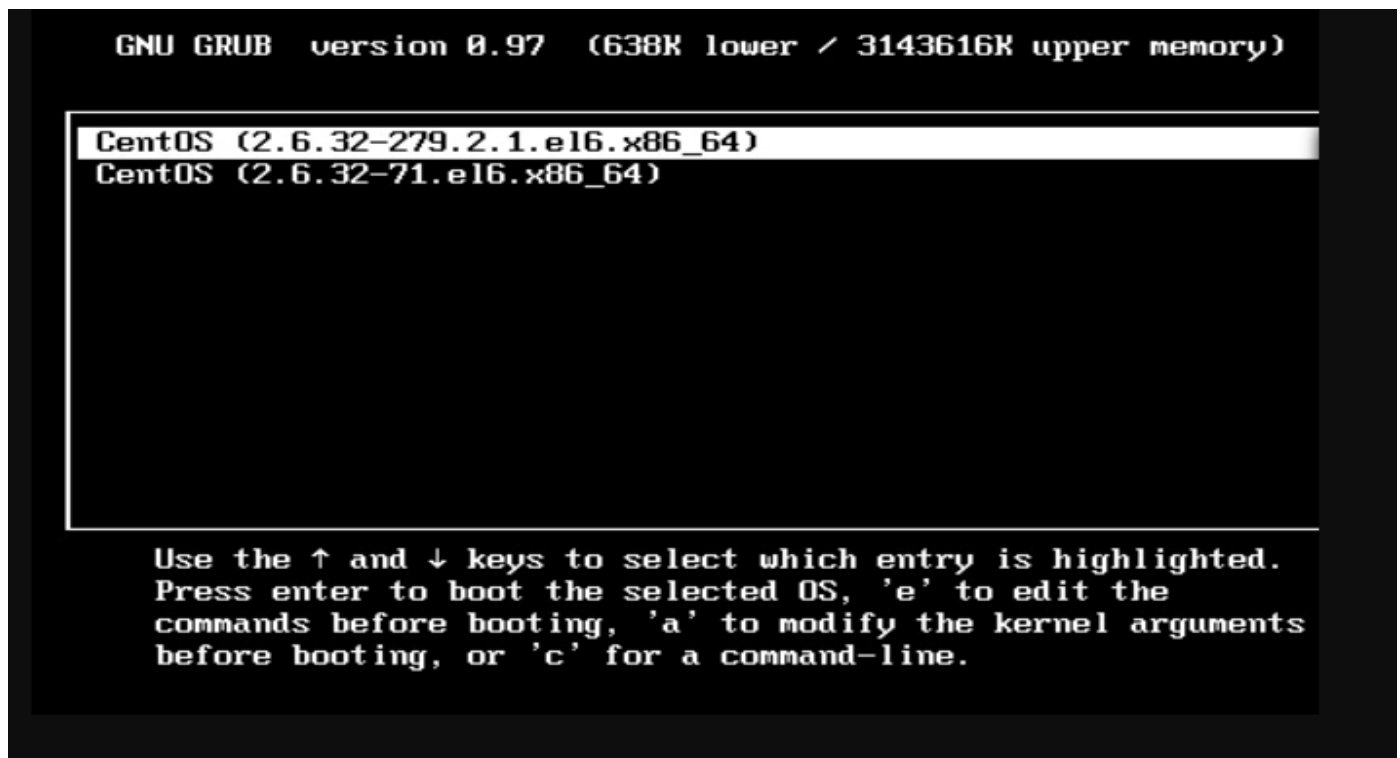 GNU GRUB  version 0.97  (638K lower / 3143616K upper memory)
CentOS (2.6.32-279.2.1.el6.x86_64)
CentOS (2.6.32-71.el6.x86_64)
Use the ↑ and ↓ keys to select which entry is highlighted.
Press enter to boot the selected OS, 'e' to edit the
commands before booting, 'a' to modify the kernel arguments
before booting, or 'c' for a command-line.